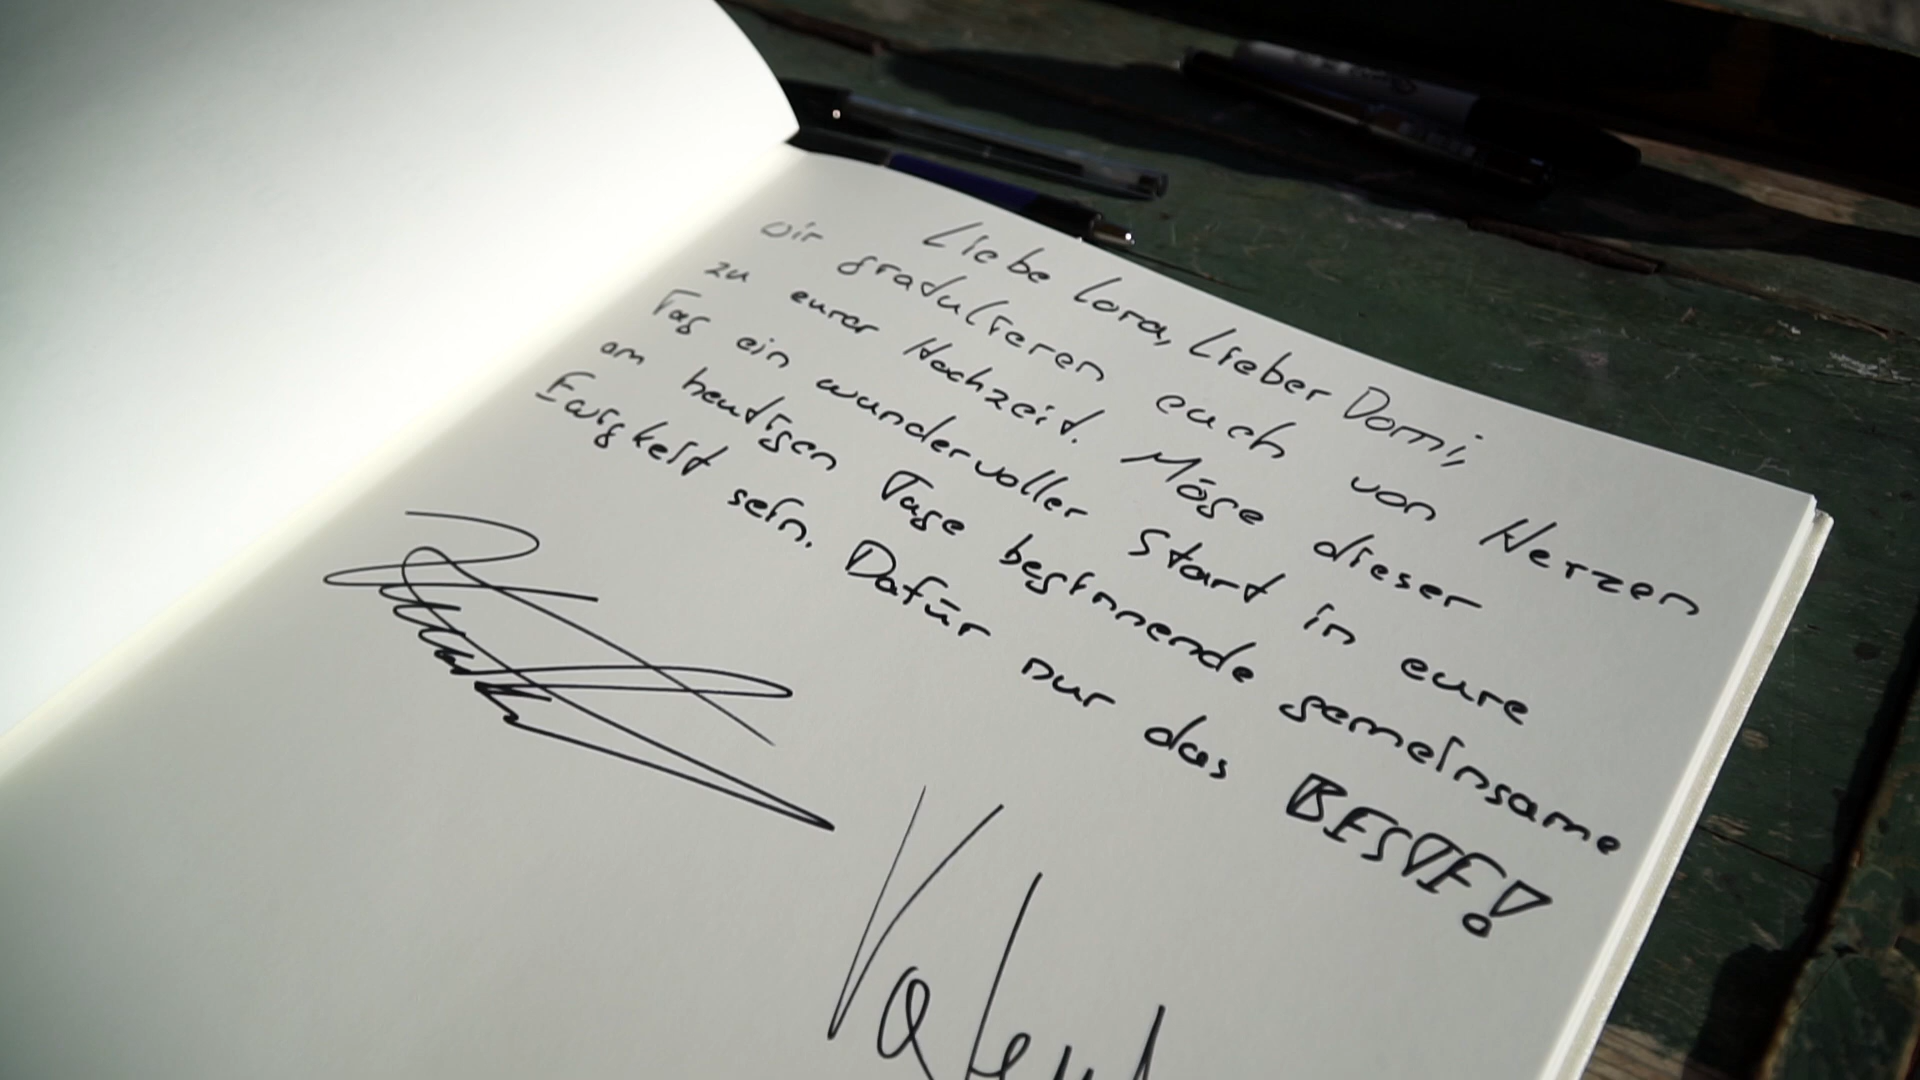 Liebe Lora, Lieber Domi,
wir gratulieren euch von Herzen
zu eurer Hochzeit. Möge dieser
Tag ein wundervoller Start in eure
am heutigen Tage beginnende gemeinsame
Ewigkeit sein. Dafür nur das BESTE!